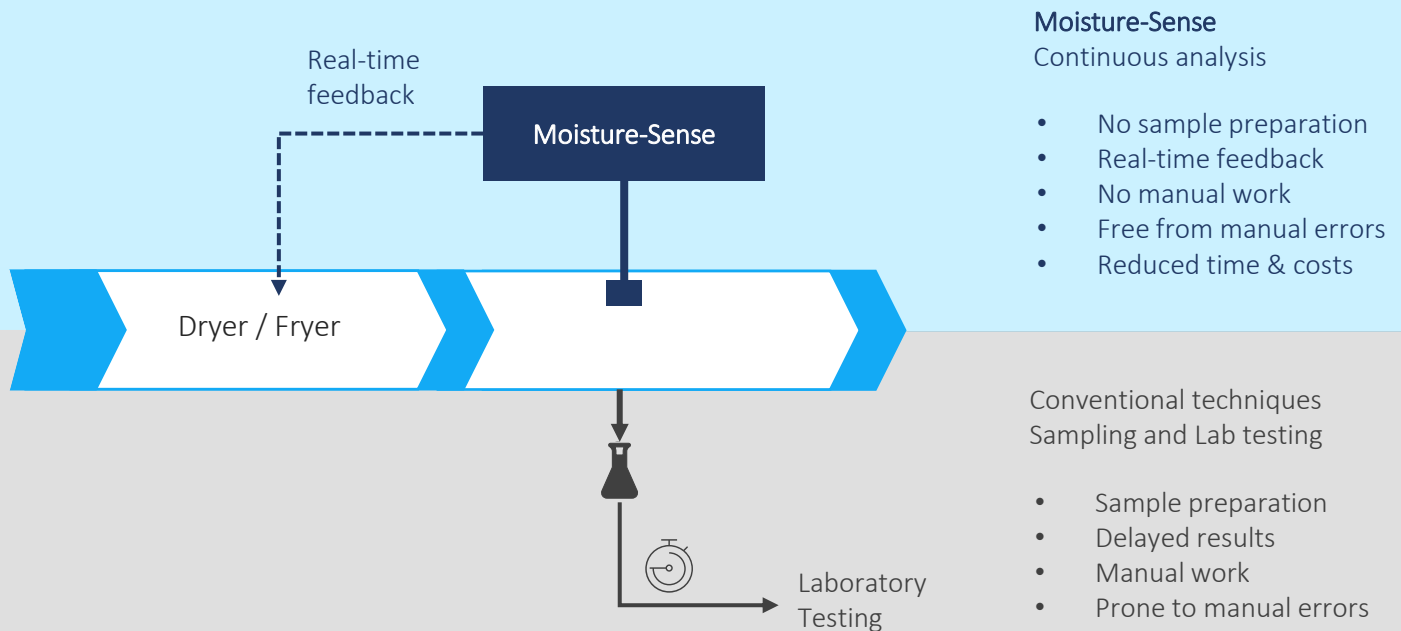 Moisture-Sense
Continuous analysis
Real-time
feedback
Moisture-Sense
• No sample preparation
• Real-time feedback
• No manual work
• Free from manual errors
• Reduced time & costs
Dryer / Fryer
Conventional techniques
Sampling and Lab testing
• Sample preparation
• Delayed results
• Manual work
• Prone to manual errors
Laboratory
Testing